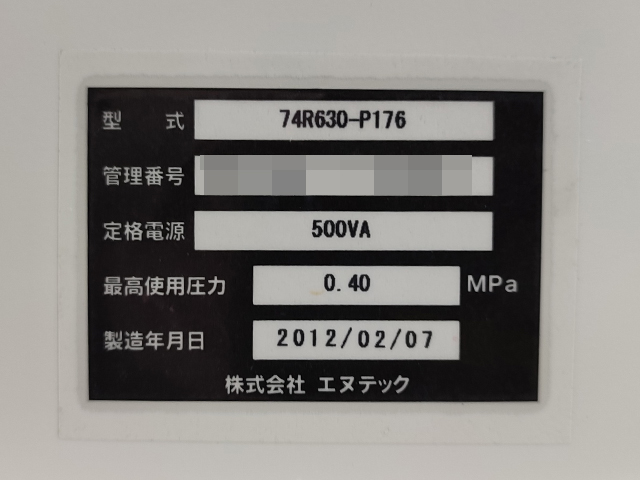 型 式 74R630-P176
管理番号
定格電源 500VA
最高使用圧力 0.40 MPa
製造年月日 2012/02/07
株式会社 エヌテック